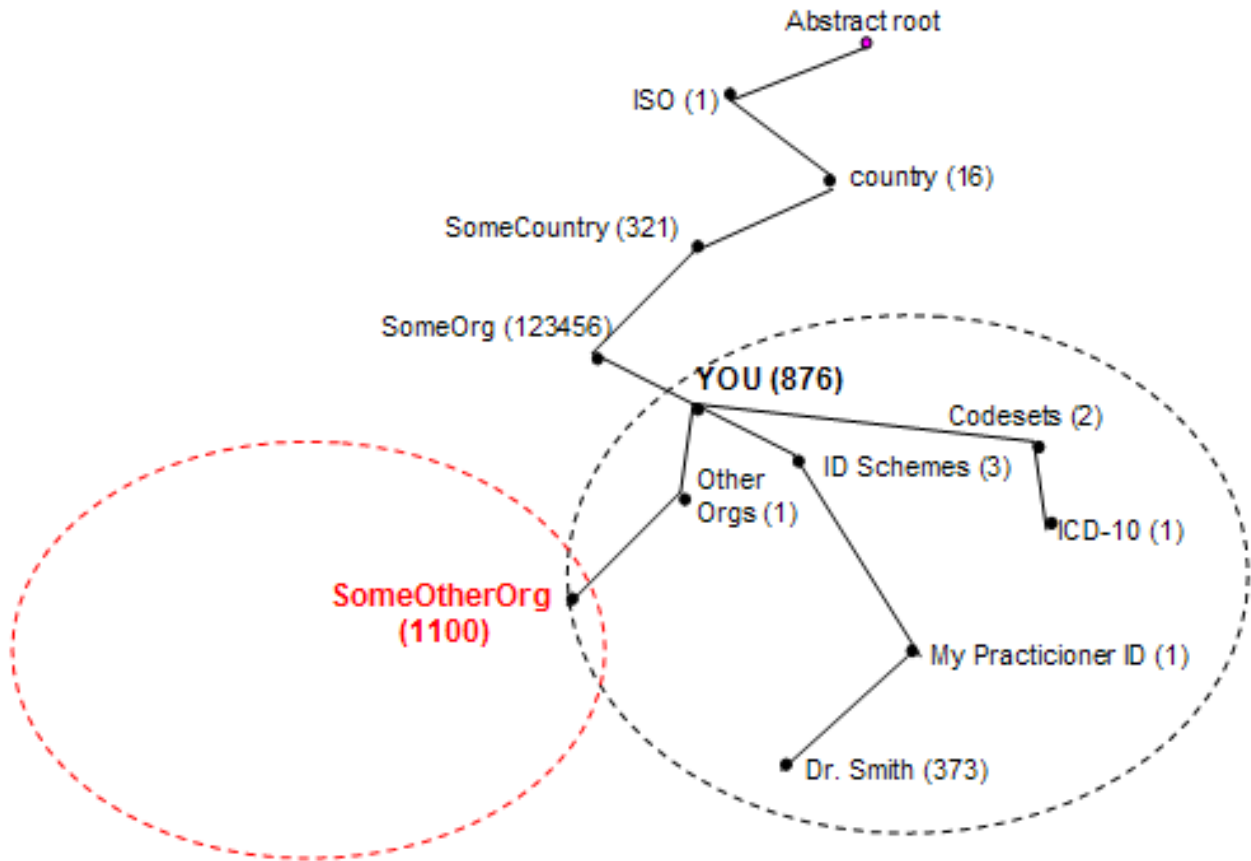 Abstract root
ISO (1)
country (16)
SomeCountry (321)
SomeOrg (123456)
YOU (876)
Codesets (2)
ID Schemes (3)
Other
Orgs (1)
ICD-10 (1)
SomeOtherOrg
(1100)
My Practicioner ID (1)
Dr. Smith (373)